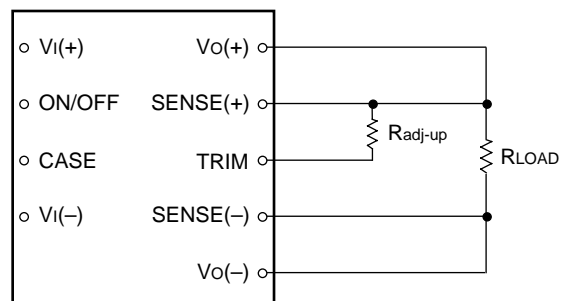 VI(+)
VO(+)
ON/OFF
SENSE(+)
Radj-up
CASE
TRIM
RLOAD
VI(–)
SENSE(–)
VO(–)